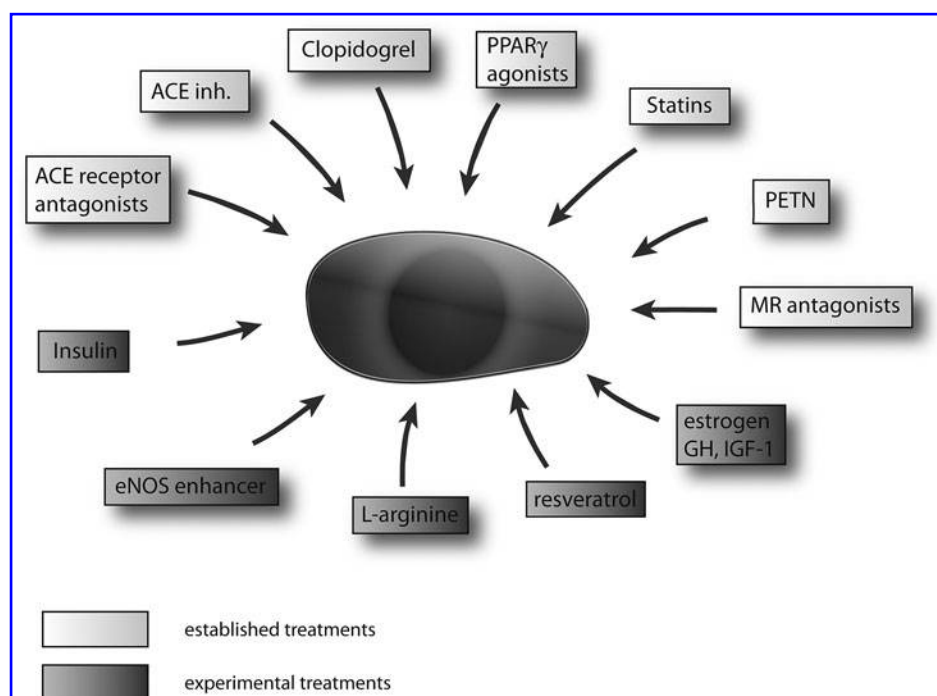 Clopidogrel
PPARγ
agonists
ACE inh.
Statins
ACE receptor
antagonists
PETN
MR antagonists
Insulin
estrogen
GH, IGF-1
eNOS enhancer
L-arginine
resveratrol
established treatments
experimental treatments